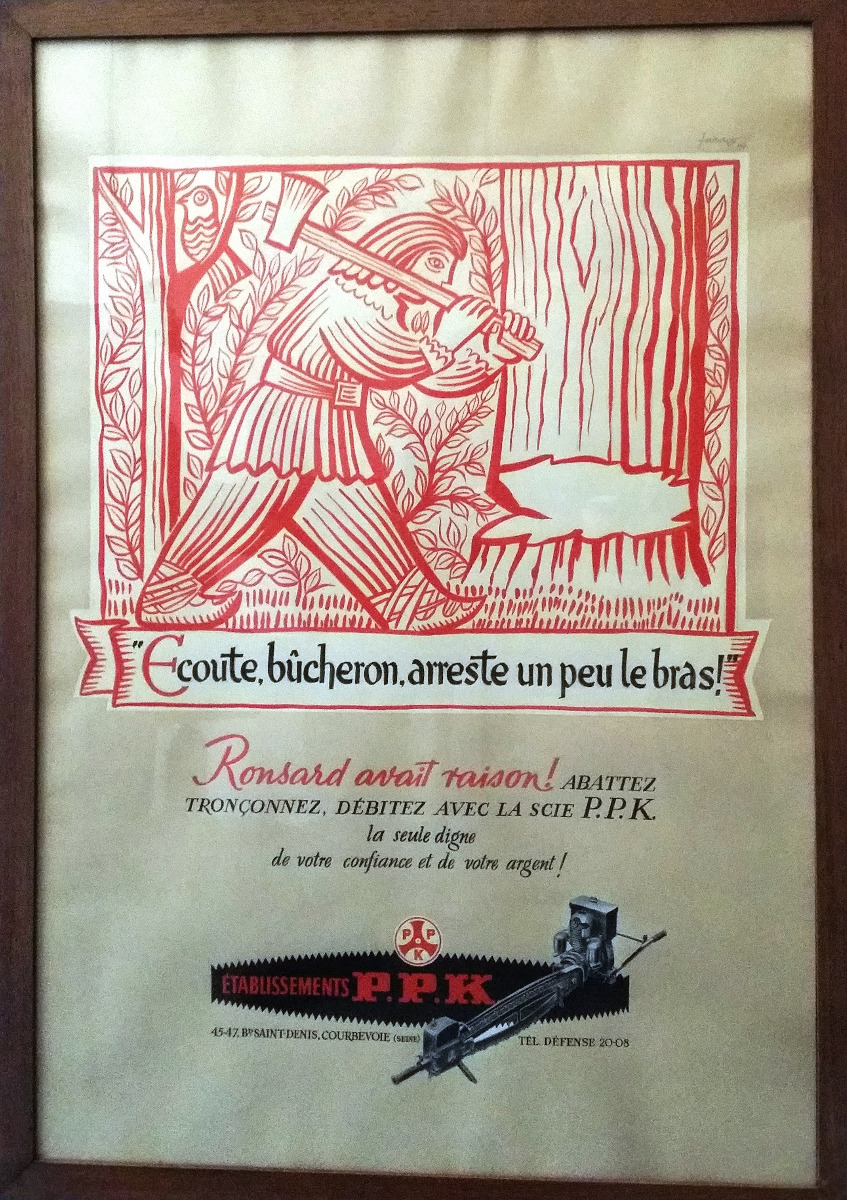 "Ecoute, bûcheron, arreste un peu le bras!"
Ronsard avait raison! ABATTEZ
TRONÇONNEZ, DÉBITEZ AVEC LA SCIE P.P.K.
la seule digne
de votre confiance et de votre argent!
P P
K
ÉTABLISSEMENTS P.P.K
45-47, BD SAINT-DENIS, COURBEVOIE (SEINE)
TÉL. DÉFENSE 20-08